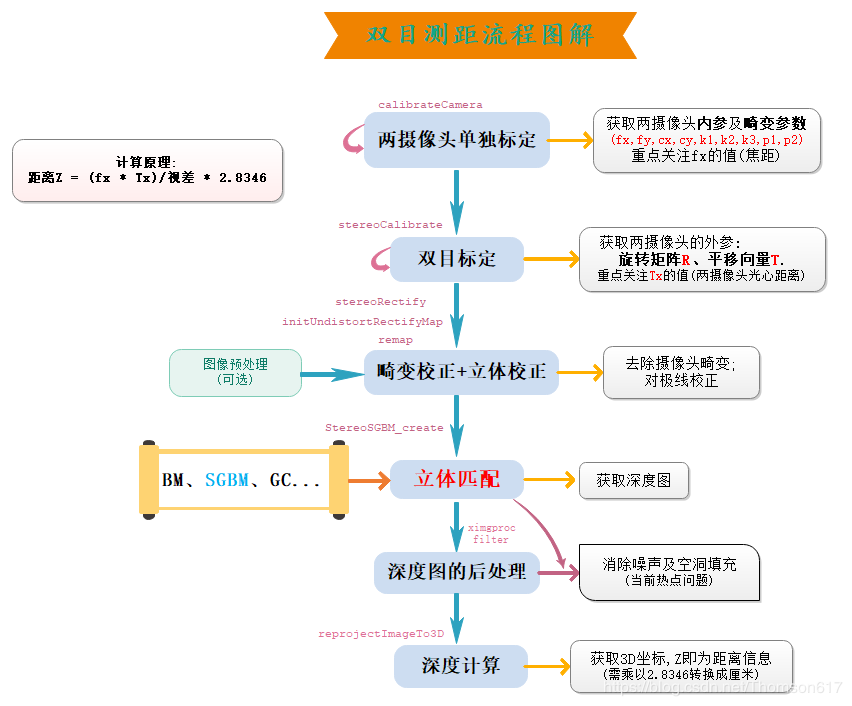 双目测距流程图解
calibrateCamera
两摄像头单独标定
获取两摄像头内参及畸变参数
(fx,fy,cx,cy,k1,k2,k3,p1,p2)
重点关注fx的值(焦距)
计算原理:
距离Z = (fx * Tx)/视差 * 2.8346
stereoCalibrate
双目标定
获取两摄像头的外参:
旋转矩阵R、平移向量T.
重点关注Tx的值(两摄像头光心距离)
stereoRectify
initUndistortRectifyMap
remap
图像预处理
(可选)
畸变校正+立体校正
去除摄像头畸变;
对极线校正
StereoSGBM_create
BM、SGBM、GC...
立体匹配
获取深度图
ximgproc
filter
深度图的后处理
消除噪声及空洞填充
(当前热点问题)
reprojectImageTo3D
深度计算
获取3D坐标,Z即为距离信息
(需乘以2.8346转换成厘米)
https://blog.csdn.net/Thomson617